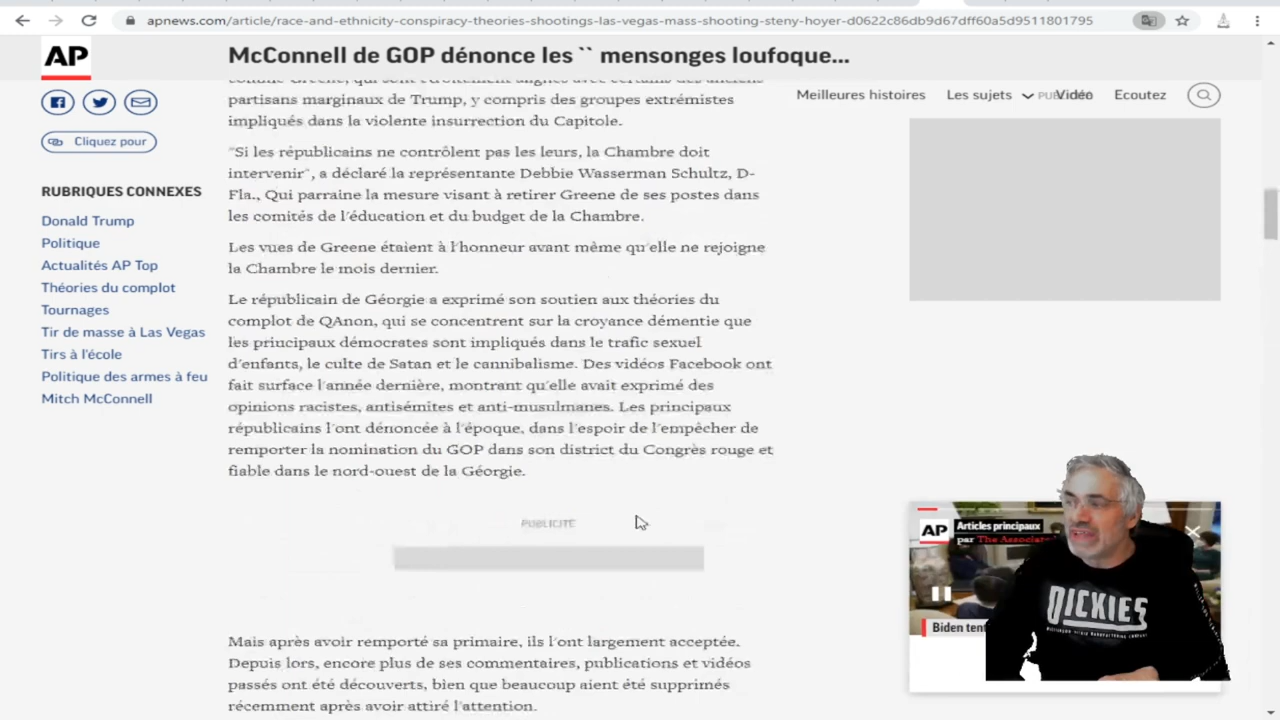 apnews.com/article/race-and-ethnicity-conspiracy-theories-shootings-las-vegas-mass-shooting-steny-hoyer-d0622c86db9d67dff60a5d9511801795
AP
McConnell de GOP dénonce les `` mensonges loufoque...
Meilleures histoires
Les sujets
Vidéo
Ecoutez
Cliquez pour
RUBRIQUES CONNEXES
Donald Trump
Politique
Actualités AP Top
Théories du complot
Tournages
Tir de masse à Las Vegas
Tirs à l'école
Politique des armes à feu
Mitch McConnell
comme Greene, qui sont étroitement alignés avec certains des anciens
partisans marginaux de Trump, y compris des groupes extrémistes
impliqués dans la violente insurrection du Capitole.
"Si les républicains ne contrôlent pas les leurs, la Chambre doit
intervenir", a déclaré la représentante Debbie Wasserman Schultz, D-
Fla., Qui parraine la mesure visant à retirer Greene de ses postes dans
les comités de l'éducation et du budget de la Chambre.
Les vues de Greene étaient à l'honneur avant même qu'elle ne rejoigne
la Chambre le mois dernier.
Le républicain de Géorgie a exprimé son soutien aux théories du
complot de QAnon, qui se concentrent sur la croyance démentie que
les principaux démocrates sont impliqués dans le trafic sexuel
d'enfants, le culte de Satan et le cannibalisme. Des vidéos Facebook ont
fait surface l'année dernière, montrant qu'elle avait exprimé des
opinions racistes, antisémites et anti-musulmanes. Les principaux
républicains l'ont dénoncée à l'époque, dans l'espoir de l'empêcher de
remporter la nomination du GOP dans son district du Congrès rouge et
fiable dans le nord-ouest de la Géorgie.
PUBLICITÉ
Mais après avoir remporté sa primaire, ils l'ont largement acceptée.
Depuis lors, encore plus de ses commentaires, publications et vidéos
passés ont été découverts, bien que beaucoup aient été supprimés
récemment après avoir attiré l'attention.
AP
Articles principaux
par The Associate
Biden tent
DICKIES